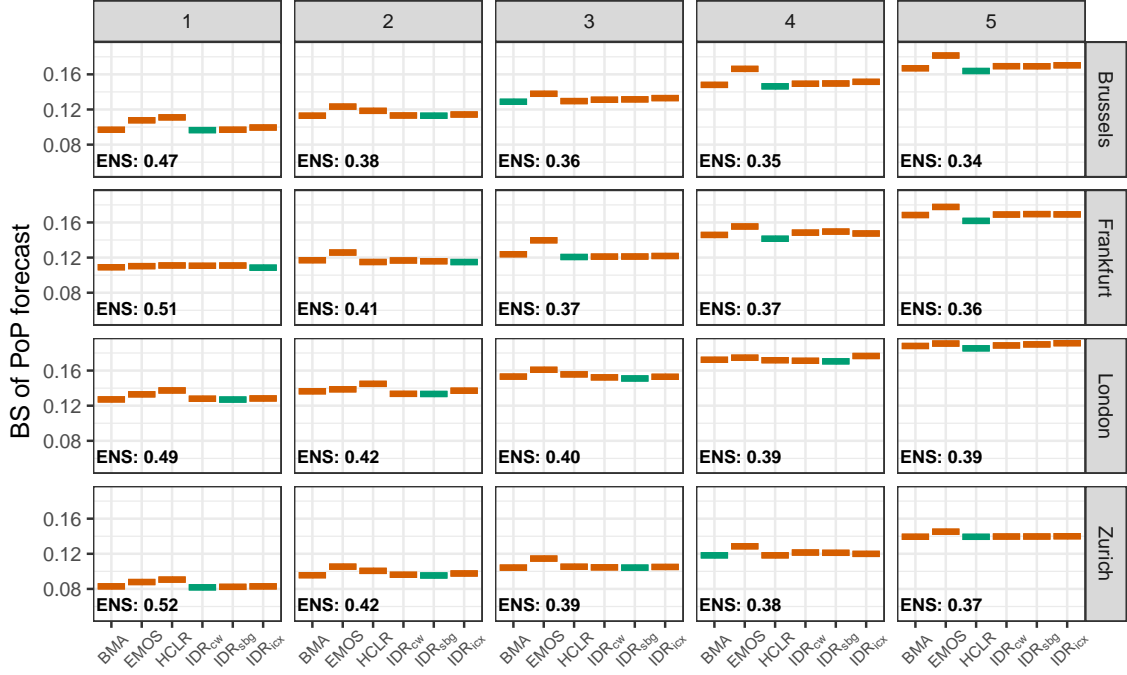 1 2 3 4 5
BS of PoP forecast
0.16
0.12
0.08
ENS: 0.47 ENS: 0.38 ENS: 0.36 ENS: 0.35 ENS: 0.34
Brussels
0.16
0.12
0.08
ENS: 0.51 ENS: 0.41 ENS: 0.37 ENS: 0.37 ENS: 0.36
Frankfurt
0.16
0.12
0.08
ENS: 0.49 ENS: 0.42 ENS: 0.40 ENS: 0.39 ENS: 0.39
London
0.16
0.12
0.08
ENS: 0.52 ENS: 0.42 ENS: 0.39 ENS: 0.38 ENS: 0.37
Zurich
BMA EMOS HCLR IDRcw IDRsbg IDRicx BMA EMOS HCLR IDRcw IDRsbg IDRicx BMA EMOS HCLR IDRcw IDRsbg IDRicx BMA EMOS HCLR IDRcw IDRsbg IDRicx BMA EMOS HCLR IDRcw IDRsbg IDRicx